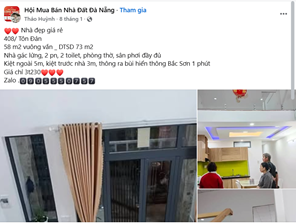 Hội Mua Bán Nhà Đất Đà Nẵng · Tham gia
Thảo Huỳnh · 8 tháng 1 ·
❤️❤️ Nhà đẹp giá rẻ
408/ Tôn Đản
58 m2 vuông vắn _ DTSD 73 m2
Nhà gác lửng, 2 pn, 2 toilet, phòng thờ, sân phơi đầy đủ
Kiệt ngoài 5m, kiệt trước nhà 3m, thông ra bùi hiển thông Bắc Sơn 1 phút
Giá chỉ 3t230❤️❤️❤️
Zalo